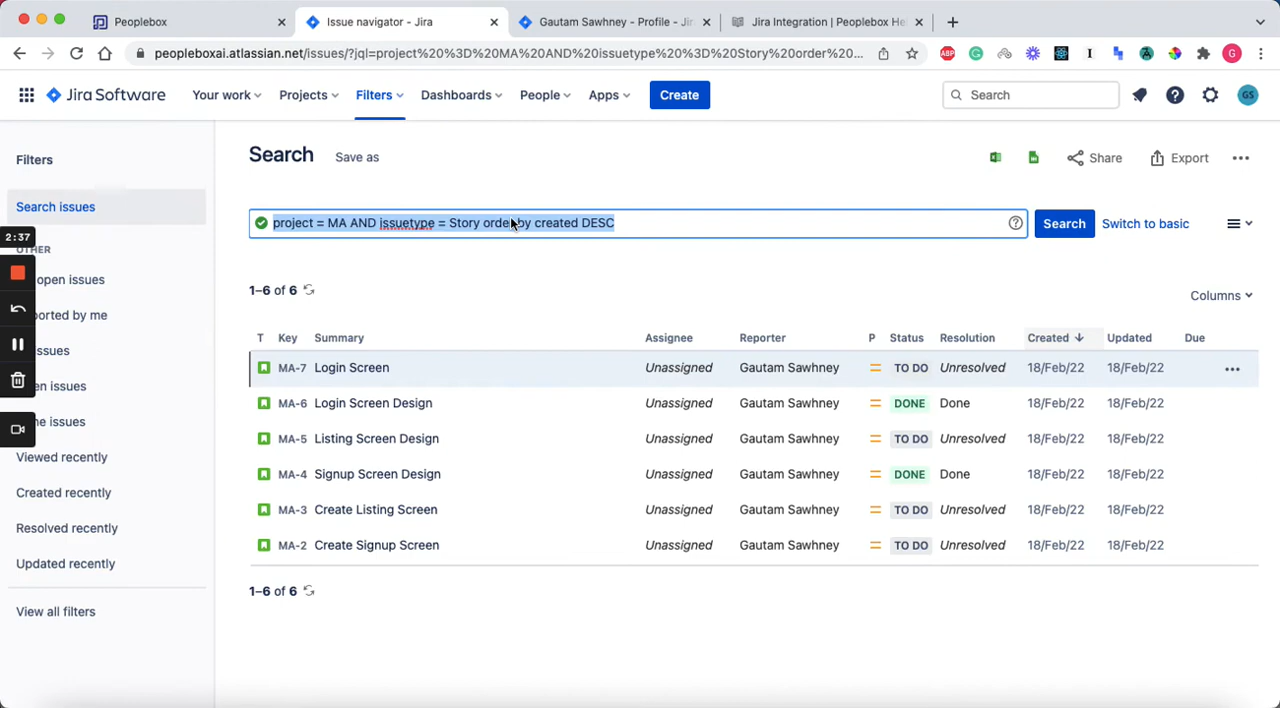 Peoplebox
Issue navigator - Jira
Gautam Sawhney - Profile - Jir
Jira Integration | Peoplebox He
peopleboxai.atlassian.net/issues/?jql=project%20%3D%20MA%20AND%20issuetype%20%3D%20Story%20order%20...
ABP
G
I
G
Jira Software
Your work
Projects
Filters
Dashboards
People
Apps
Create
Search
GS
Filters
Search
Save as
Share
Export
Search issues
project = MA AND issuetype = Story order by created DESC
Search
Switch to basic
2:37
OTHER
open issues
orted by me
issues
en issues
ne issues
Viewed recently
Created recently
Resolved recently
Updated recently
View all filters
1–6 of 6
Columns
T Key Summary Assignee Reporter P Status Resolution Created Updated Due
MA-7 Login Screen Unassigned Gautam Sawhney TO DO Unresolved 18/Feb/22 18/Feb/22
MA-6 Login Screen Design Unassigned Gautam Sawhney DONE Done 18/Feb/22 18/Feb/22
MA-5 Listing Screen Design Unassigned Gautam Sawhney TO DO Unresolved 18/Feb/22 18/Feb/22
MA-4 Signup Screen Design Unassigned Gautam Sawhney DONE Done 18/Feb/22 18/Feb/22
MA-3 Create Listing Screen Unassigned Gautam Sawhney TO DO Unresolved 18/Feb/22 18/Feb/22
MA-2 Create Signup Screen Unassigned Gautam Sawhney TO DO Unresolved 18/Feb/22 18/Feb/22
1–6 of 6